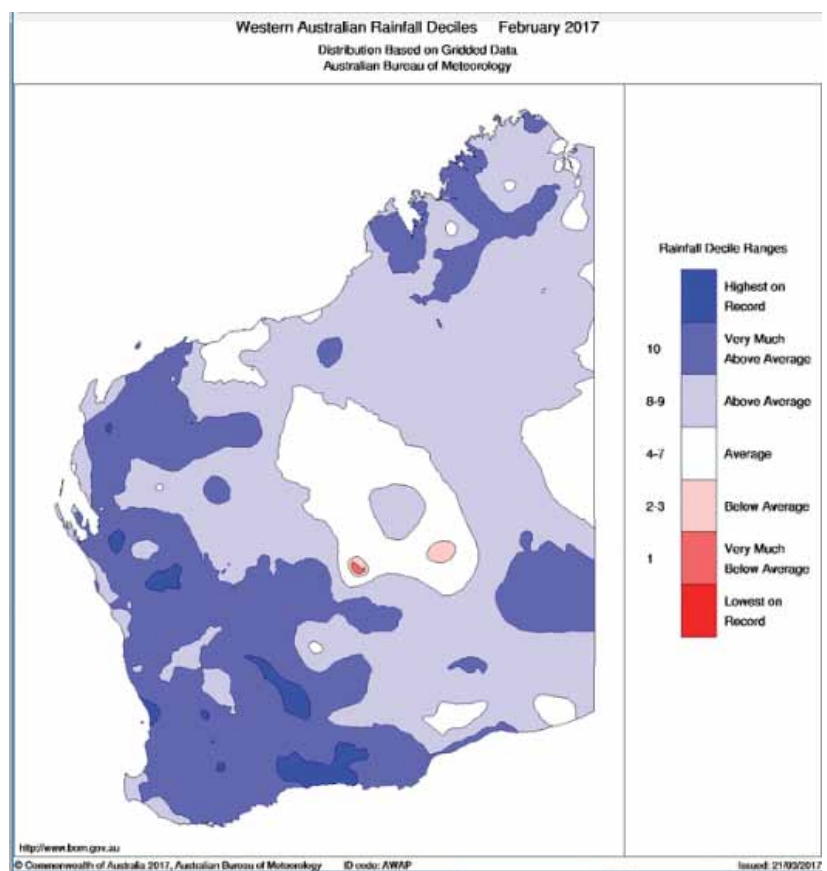 Western Australian Rainfall Deciles February 2017
Distribution Based on Gridded Data
Australian Bureau of Meteorology
Rainfall Decile Ranges
Highest on
Record
10
Very Much
Above Average
8-9
Above Average
4-7
Average
2-3
Below Average
1
Very Much
Below Average
Lowest on
Record
http://www.bom.gov.au
© Commonwealth of Australia 2017, Australian Bureau of Meteorology ID code: AWAP Issued: 21/03/2017